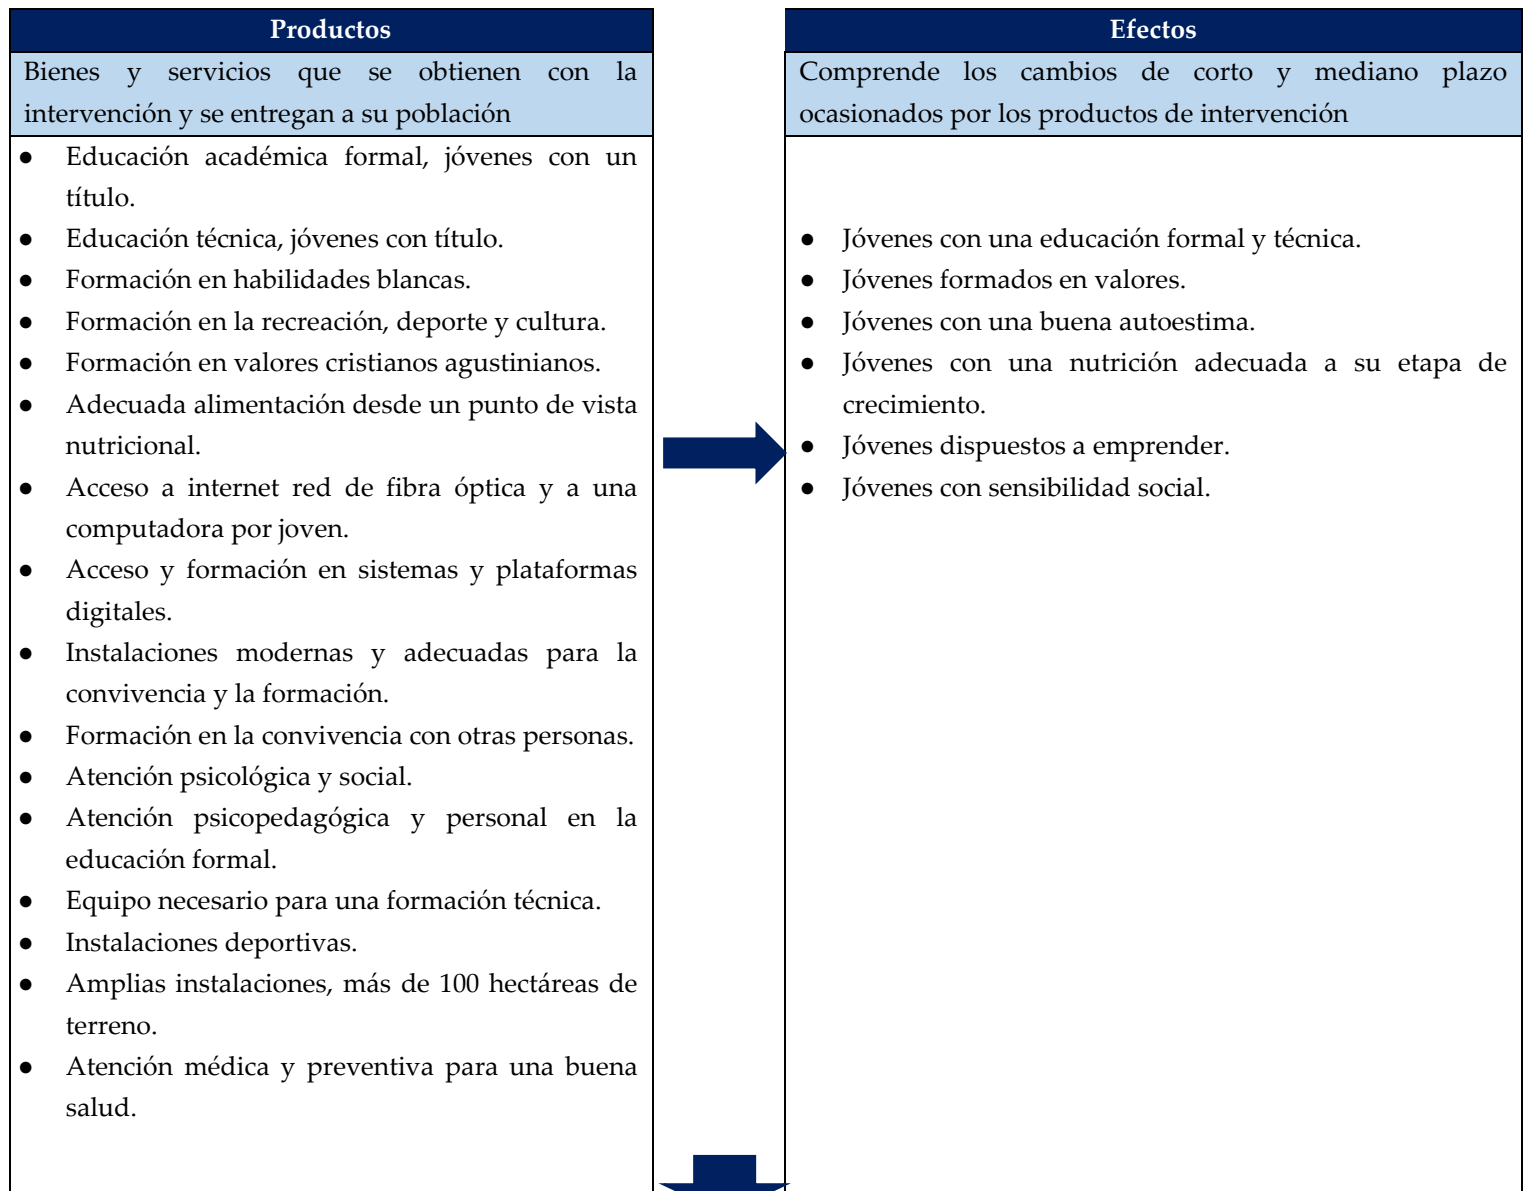 Productos
Bienes y servicios que se obtienen con la
intervención y se entregan a su población
● Educación académica formal, jóvenes con un
título.
● Educación técnica, jóvenes con título.
● Formación en habilidades blancas.
● Formación en la recreación, deporte y cultura.
● Formación en valores cristianos agustinianos.
● Adecuada alimentación desde un punto de vista
nutricional.
● Acceso a internet red de fibra óptica y a una
computadora por joven.
● Acceso y formación en sistemas y plataformas
digitales.
● Instalaciones modernas y adecuadas para la
convivencia y la formación.
● Formación en la convivencia con otras personas.
● Atención psicológica y social.
● Atención psicopedagógica y personal en la
educación formal.
● Equipo necesario para una formación técnica.
● Instalaciones deportivas.
● Amplias instalaciones, más de 100 hectáreas de
terreno.
● Atención médica y preventiva para una buena
salud.
Efectos
Comprende los cambios de corto y mediano plazo
ocasionados por los productos de intervención
● Jóvenes con una educación formal y técnica.
● Jóvenes formados en valores.
● Jóvenes con una buena autoestima.
● Jóvenes con una nutrición adecuada a su etapa de
crecimiento.
● Jóvenes dispuestos a emprender.
● Jóvenes con sensibilidad social.